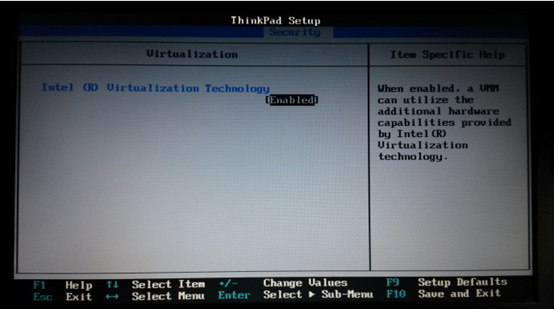 ThinkPad Setup
Security
Virtualization
Item Specific Help
Intel (R) Virtualization Technology
[Enabled]
When enabled, a VMM
can utilize the
additional hardware
capabilities provided
by Intel(R)
Virtualization
technology.
F1 Help ↑↓ Select Item +/- Change Values F9 Setup Defaults
Esc Exit ↔ Select Menu Enter Select ▶ Sub-Menu F10 Save and Exit